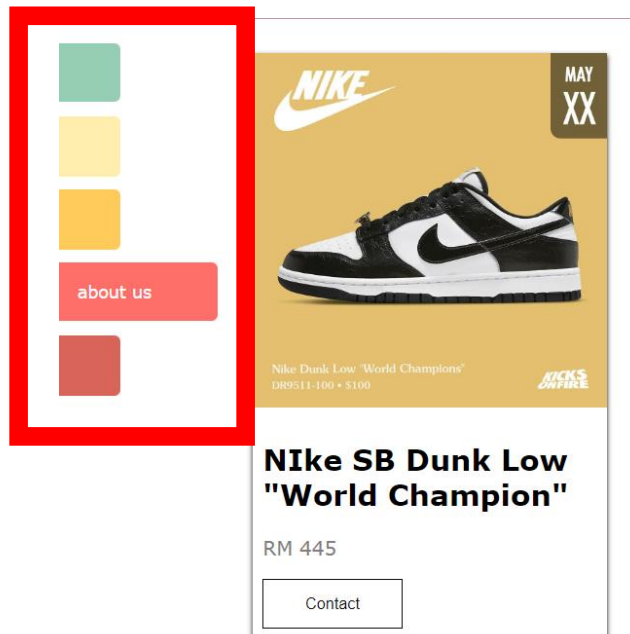 about us
NIKE
MAY
XX
Nike Dunk Low "World Champions"
DR9511-100 • $100
KICKS
ONFIRE
NIke SB Dunk Low
"World Champion"
RM 445
Contact